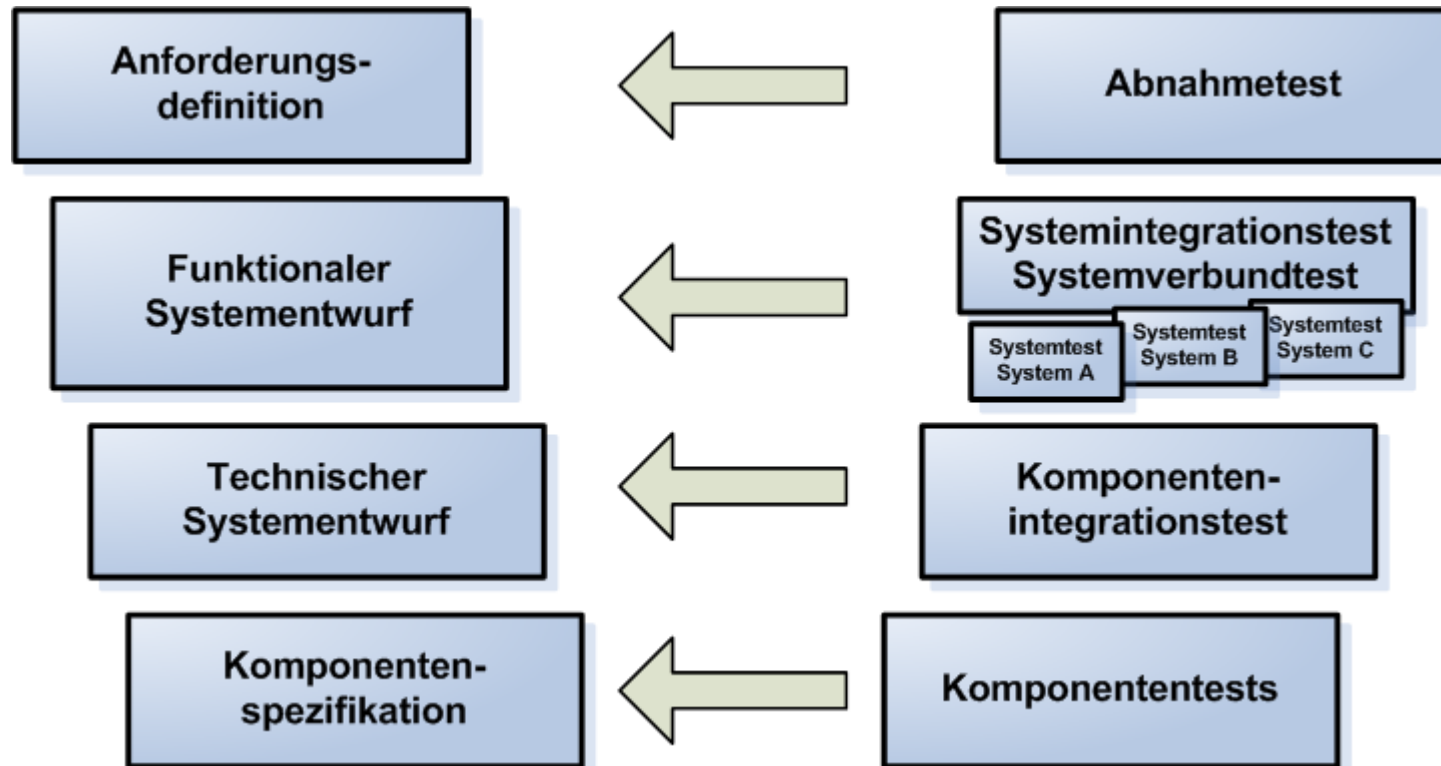 Anforderungs-
definition
Abnahmetest
Funktionaler
Systementwurf
Systemintegrationstest
Systemverbundtest
Systemtest
System A
Systemtest
System B
Systemtest
System C
Technischer
Systementwurf
Komponenten-
integrationstest
Komponenten-
spezifikation
Komponententests